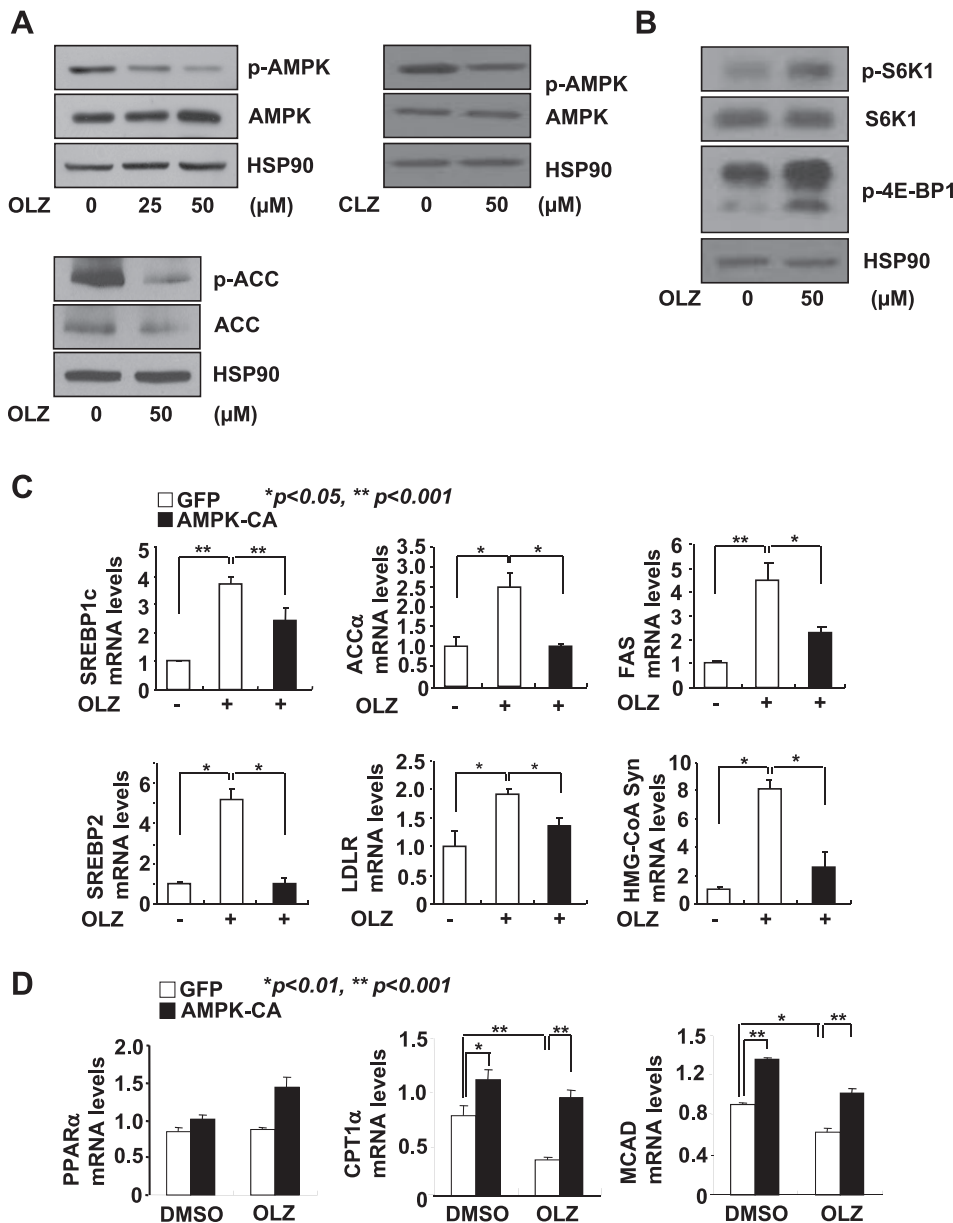 A
p-AMPK
AMPK
HSP90
OLZ 0 25 50 (µM)
p-AMPK
AMPK
HSP90
CLZ 0 50 (µM)
p-ACC
ACC
HSP90
OLZ 0 50 (µM)
B
p-S6K1
S6K1
p-4E-BP1
HSP90
OLZ 0 50 (µM)
C
GFP *p<0.05, ** p<0.001
AMPK-CA
SREBP1c
mRNA levels
5
4
3
2
1
0
** **
OLZ - + +
ACCα
mRNA levels
3.5
3.0
2.5
2.0
1.5
1.0
0.5
0
* *
OLZ - + +
FAS
mRNA levels
6
5
4
3
2
1
0
** *
OLZ - + +
SREBP2
mRNA levels
6
4
2
0
* *
OLZ - + +
LDLR
mRNA levels
2.5
2.0
1.5
1.0
0.5
0
* *
OLZ - + +
HMG-CoA Syn
mRNA levels
10
8
6
4
2
0
* *
OLZ - + +
D
GFP *p<0.01, ** p<0.001
AMPK-CA
PPARα
mRNA levels
2.0
1.5
1.0
0.5
0
DMSO OLZ
CPT1α
mRNA levels
1.5
1.0
0.5
0
** **
*
DMSO OLZ
MCAD
mRNA levels
1.5
1.2
0.8
0.4
0
* **
**
DMSO OLZ